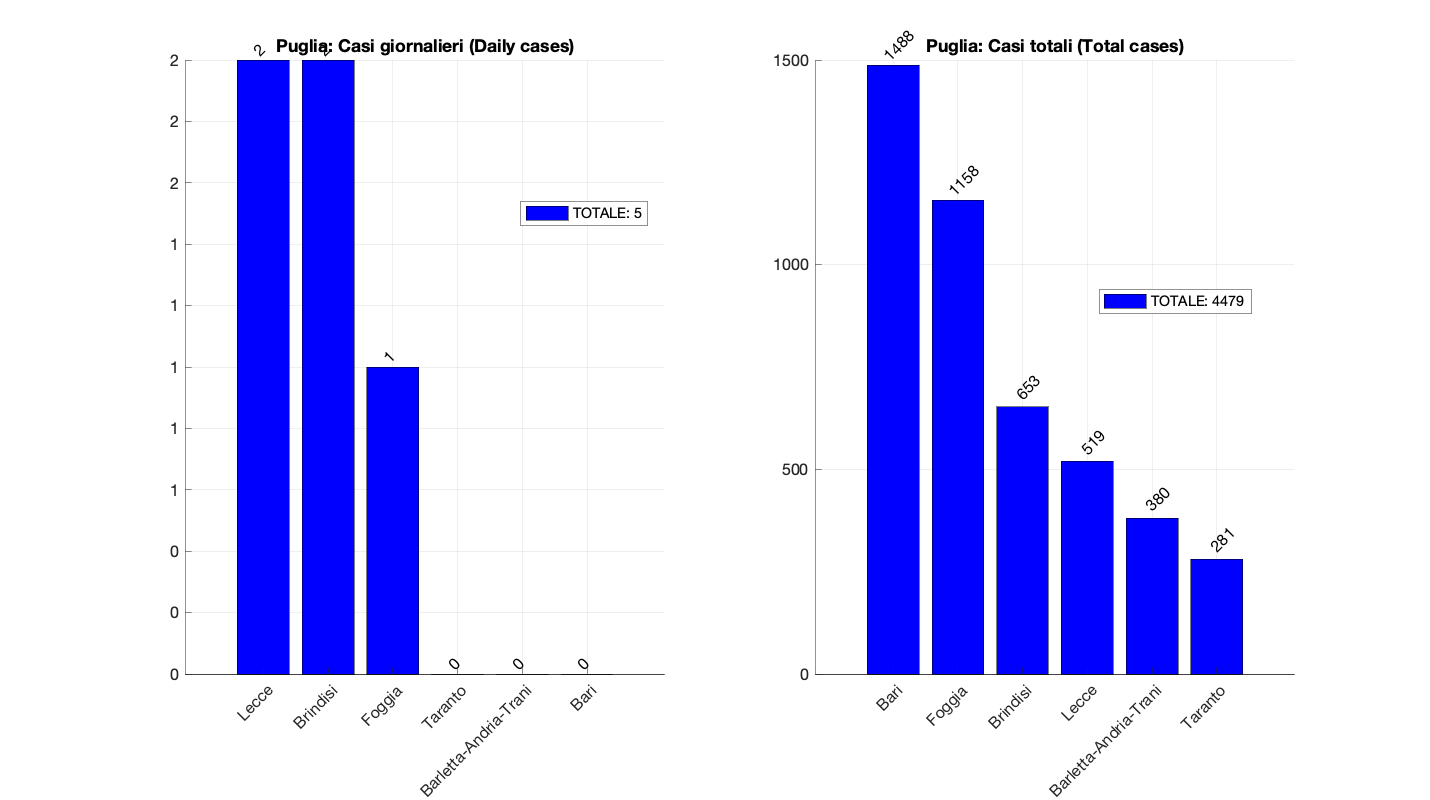 Puglia: Casi giornalieri (Daily cases)
2
2
2
2
2
1
1
1
1
1
0
0
0
1
0
0
0
TOTALE: 5
Lecce
Brindisi
Foggia
Taranto
Barletta-Andria-Trani
Bari
Puglia: Casi totali (Total cases)
1500
1000
500
0
1488
1158
653
519
380
281
TOTALE: 4479
Bari
Foggia
Brindisi
Lecce
Barletta-Andria-Trani
Taranto